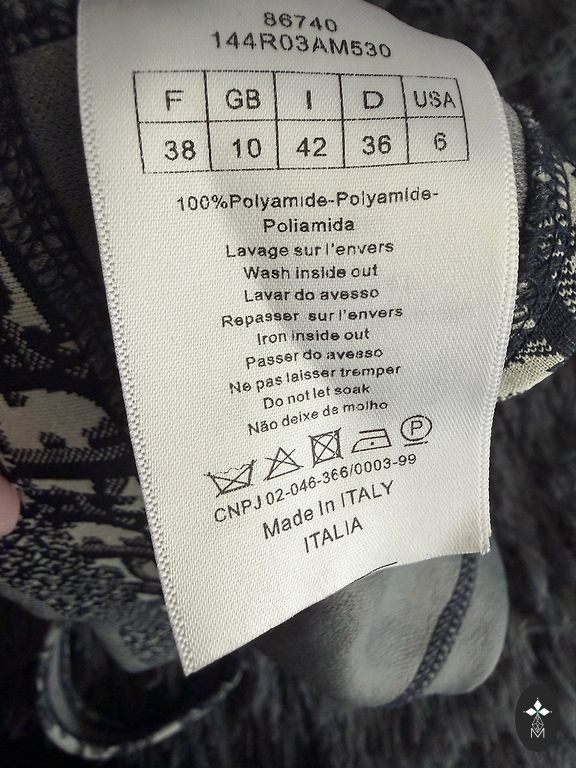 86740
144R03AM530
F GB I D USA
38 10 42 36 6
100%Polyamide-Polyamide-
Poliamida
Lavage sur l'envers
Wash inside out
Lavar do avesso
Repasser sur l'envers
Iron inside out
Passer do avesso
Ne pas laisser tremper
Do not let soak
Não deixe de molho
P
CNPJ 02-046-366/0003-99
Made In ITALY
ITALIA
M